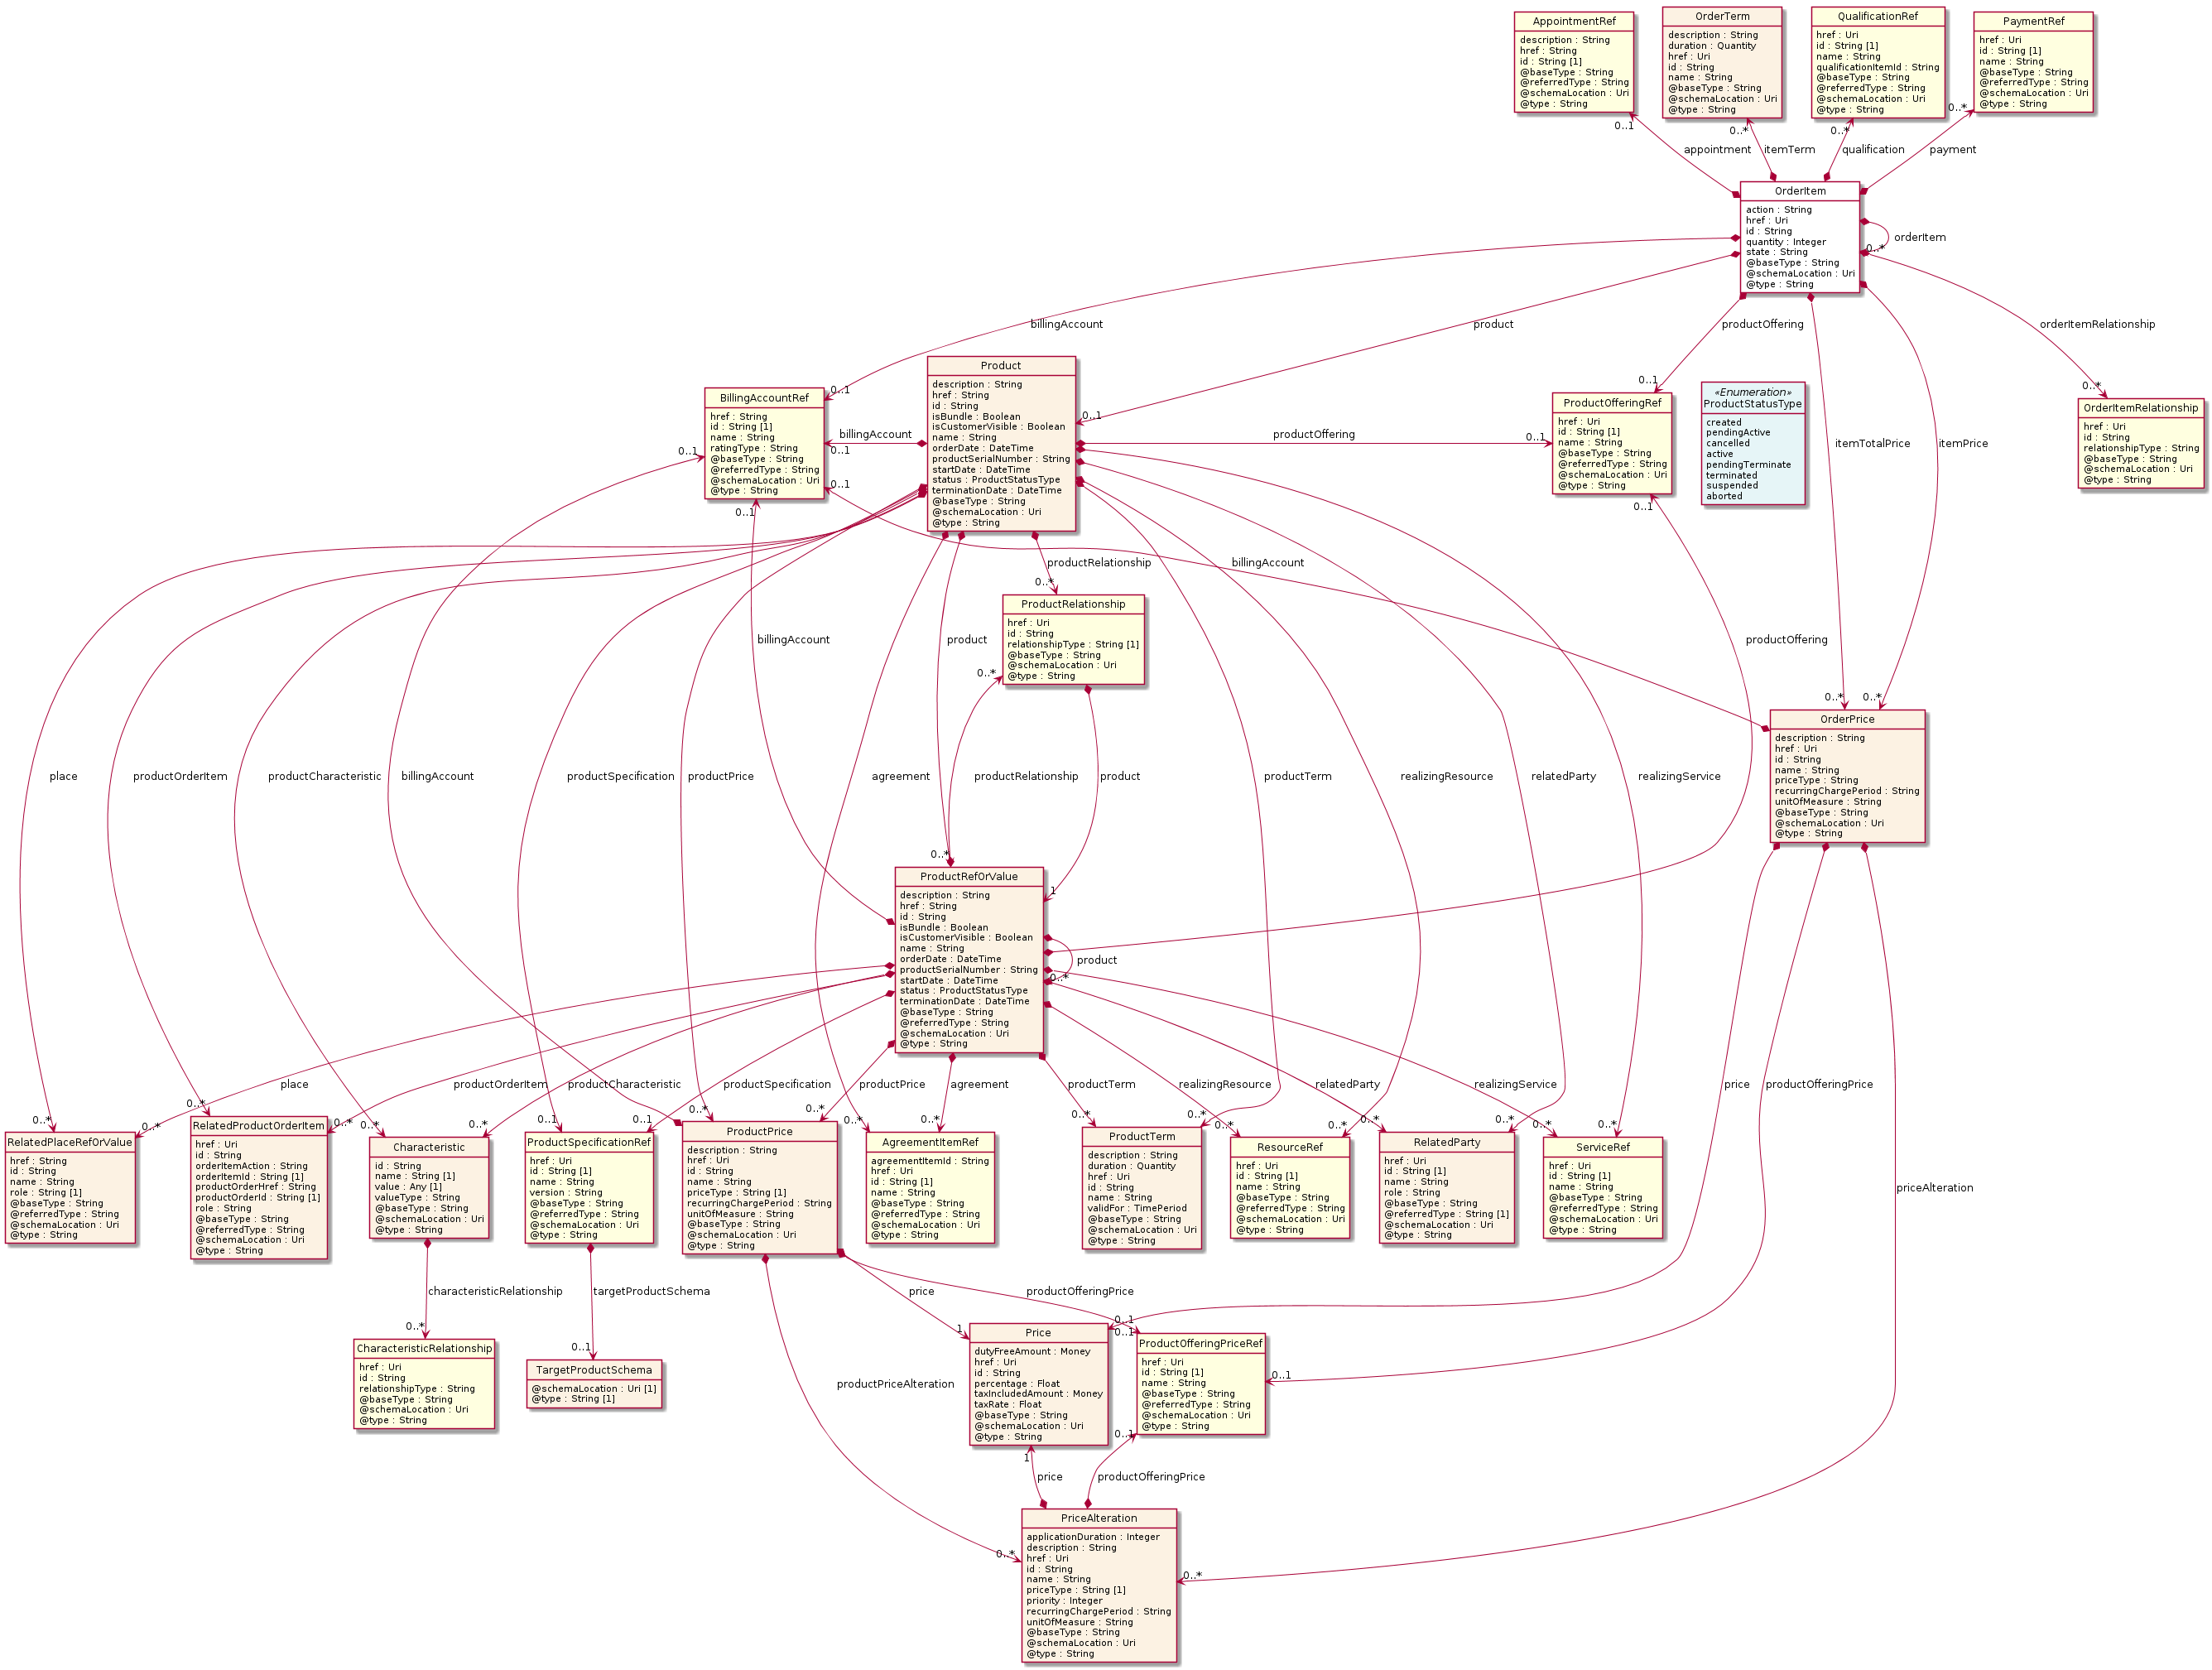 AppointmentRef
description : String
href : String
id : String [1]
@baseType : String
@referredType : String
@schemaLocation : Uri
@type : String
OrderTerm
description : String
duration : Quantity
href : Uri
id : String
name : String
@baseType : String
@schemaLocation : Uri
@type : String
QualificationRef
href : Uri
id : String [1]
name : String
qualificationItemId : String
@baseType : String
@referredType : String
@schemaLocation : Uri
@type : String
PaymentRef
href : Uri
id : String [1]
name : String
@baseType : String
@referredType : String
@schemaLocation : Uri
@type : String
0..1
0..*
0..*
0..*
appointment
itemTerm
qualification
payment
OrderItem
action : String
href : Uri
id : String
quantity : Integer
state : String
@baseType : String
@schemaLocation : Uri
@type : String
orderItem
0..*
billingAccount
product
productOffering
orderItemRelationship
itemTotalPrice
itemPrice
0..1
0..1
0..1
0..*
BillingAccountRef
href : String
id : String [1]
name : String
ratingType : String
@baseType : String
@referredType : String
@schemaLocation : Uri
@type : String
billingAccount
0..1
0..1
0..1
0..1
Product
description : String
href : String
id : String
isBundle : Boolean
isCustomerVisible : Boolean
name : String
orderDate : DateTime
productSerialNumber : String
startDate : DateTime
status : ProductStatusType
terminationDate : DateTime
@baseType : String
@schemaLocation : Uri
@type : String
productOffering
0..1
ProductOfferingRef
href : Uri
id : String [1]
name : String
@baseType : String
@referredType : String
@schemaLocation : Uri
@type : String
0..1
«Enumeration»
ProductStatusType
created
pendingActive
cancelled
active
pendingTerminate
terminated
suspended
aborted
OrderItemRelationship
href : Uri
id : String
relationshipType : String
@baseType : String
@schemaLocation : Uri
@type : String
productRelationship
billingAccount
0..*
ProductRelationship
href : Uri
id : String
relationshipType : String [1]
@baseType : String
@schemaLocation : Uri
@type : String
0..*
billingAccount
product
productOffering
0..*
0..*
OrderPrice
description : String
href : Uri
id : String
name : String
priceType : String
recurringChargePeriod : String
unitOfMeasure : String
@baseType : String
@schemaLocation : Uri
@type : String
place
productOrderItem
productCharacteristic
billingAccount
productSpecification
productPrice
agreement
productRelationship
product
productTerm
realizingResource
relatedParty
realizingService
0..*
1
ProductRefOrValue
description : String
href : String
id : String
isBundle : Boolean
isCustomerVisible : Boolean
name : String
orderDate : DateTime
productSerialNumber : String
startDate : DateTime
status : ProductStatusType
terminationDate : DateTime
@baseType : String
@referredType : String
@schemaLocation : Uri
@type : String
product
0..*
place
productOrderItem
productCharacteristic
productSpecification
productPrice
agreement
productTerm
realizingResource
relatedParty
realizingService
price
productOfferingPrice
0..*
0..*
0..*
0..*
0..*
0..*
0..1
0..1
0..*
0..*
0..*
0..*
0..*
0..*
0..*
0..*
0..*
0..*
0..*
0..*
RelatedPlaceRefOrValue
href : String
id : String
name : String
role : String [1]
@baseType : String
@referredType : String
@schemaLocation : Uri
@type : String
RelatedProductOrderItem
href : Uri
id : String
orderItemAction : String
orderItemId : String [1]
productOrderHref : String
productOrderId : String [1]
role : String
@baseType : String
@referredType : String
@schemaLocation : Uri
@type : String
Characteristic
id : String
name : String [1]
value : Any [1]
valueType : String
@baseType : String
@schemaLocation : Uri
@type : String
ProductSpecificationRef
href : Uri
id : String [1]
name : String
version : String
@baseType : String
@referredType : String
@schemaLocation : Uri
@type : String
ProductPrice
description : String
href : Uri
id : String
name : String
priceType : String [1]
recurringChargePeriod : String
unitOfMeasure : String
@baseType : String
@schemaLocation : Uri
@type : String
AgreementItemRef
agreementItemId : String
href : Uri
id : String [1]
name : String
@baseType : String
@referredType : String
@schemaLocation : Uri
@type : String
ProductTerm
description : String
duration : Quantity
href : Uri
id : String
name : String
validFor : TimePeriod
@baseType : String
@schemaLocation : Uri
@type : String
ResourceRef
href : Uri
id : String [1]
name : String
@baseType : String
@referredType : String
@schemaLocation : Uri
@type : String
RelatedParty
href : Uri
id : String [1]
name : String
role : String
@baseType : String
@referredType : String [1]
@schemaLocation : Uri
@type : String
ServiceRef
href : Uri
id : String [1]
name : String
@baseType : String
@referredType : String
@schemaLocation : Uri
@type : String
priceAlteration
characteristicRelationship
targetProductSchema
price
productOfferingPrice
0..*
0..1
1
0..1
0..1
0..1
CharacteristicRelationship
href : Uri
id : String
relationshipType : String
@baseType : String
@schemaLocation : Uri
@type : String
TargetProductSchema
@schemaLocation : Uri [1]
@type : String [1]
productPriceAlteration
Price
dutyFreeAmount : Money
href : Uri
id : String
percentage : Float
taxIncludedAmount : Money
taxRate : Float
@baseType : String
@schemaLocation : Uri
@type : String
ProductOfferingPriceRef
href : Uri
id : String [1]
name : String
@baseType : String
@referredType : String
@schemaLocation : Uri
@type : String
0..1
1
price
productOfferingPrice
0..*
0..*
PriceAlteration
applicationDuration : Integer
description : String
href : Uri
id : String
name : String
priceType : String [1]
priority : Integer
recurringChargePeriod : String
unitOfMeasure : String
@baseType : String
@schemaLocation : Uri
@type : String